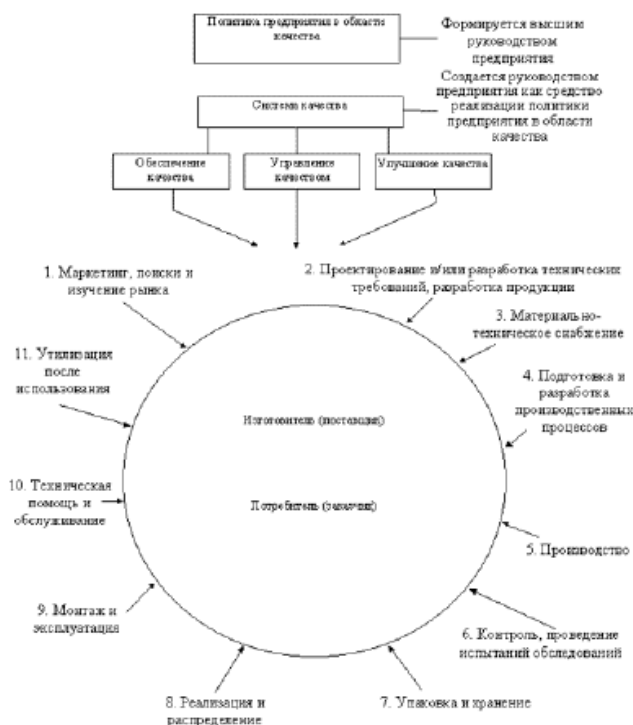 Политика предприятия в области
качества
Формируется высшим
руководством
предприятия
Создается руководством
предприятия как средство
реализации политики
предприятия в области
качества
Система качества
Обеспечение
качества
Управление
качеством
Улучшение качества
1. Маркетинг, поиски и
изучение рынка
2. Проектирование и/или разработка технических
требований, разработка продукции
3. Материально-
техническое снабжение
4. Подготовка и
разработка
производственных
процессов
5. Производство
6. Контроль, проведение
испытаний обследований
7. Упаковка и хранение
8. Реализация и
распределение
9. Монтаж и
эксплуатация
10. Техническая
помощь и
обслуживание
11. Утилизация
после
использования
Изготовитель (поставщик)
Потребитель (заказчик)